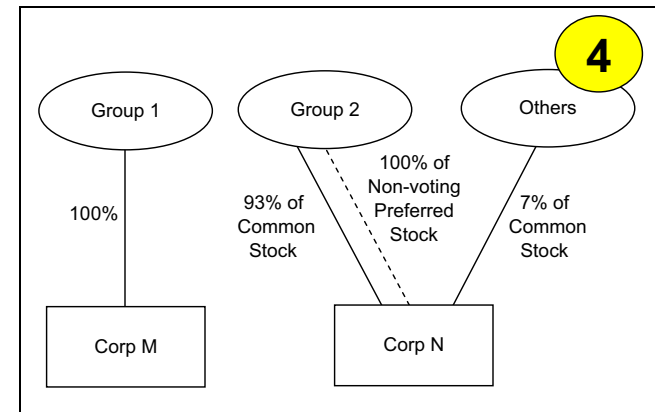 4
Group 1
Group 2
Others
100%
93% of
Common
Stock
100% of
Non-voting
Preferred
Stock
7% of
Common
Stock
Corp M
Corp N